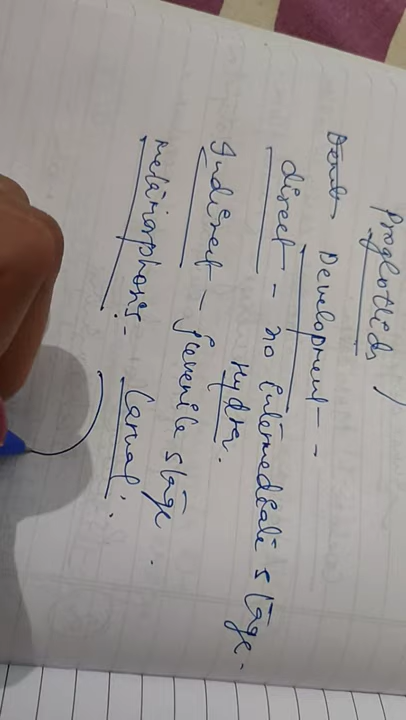 Proglottids
Development -
direct - no intermediate stage.
Hydra.
Indirect - Juvenile stage.
metamorphosis - larval.